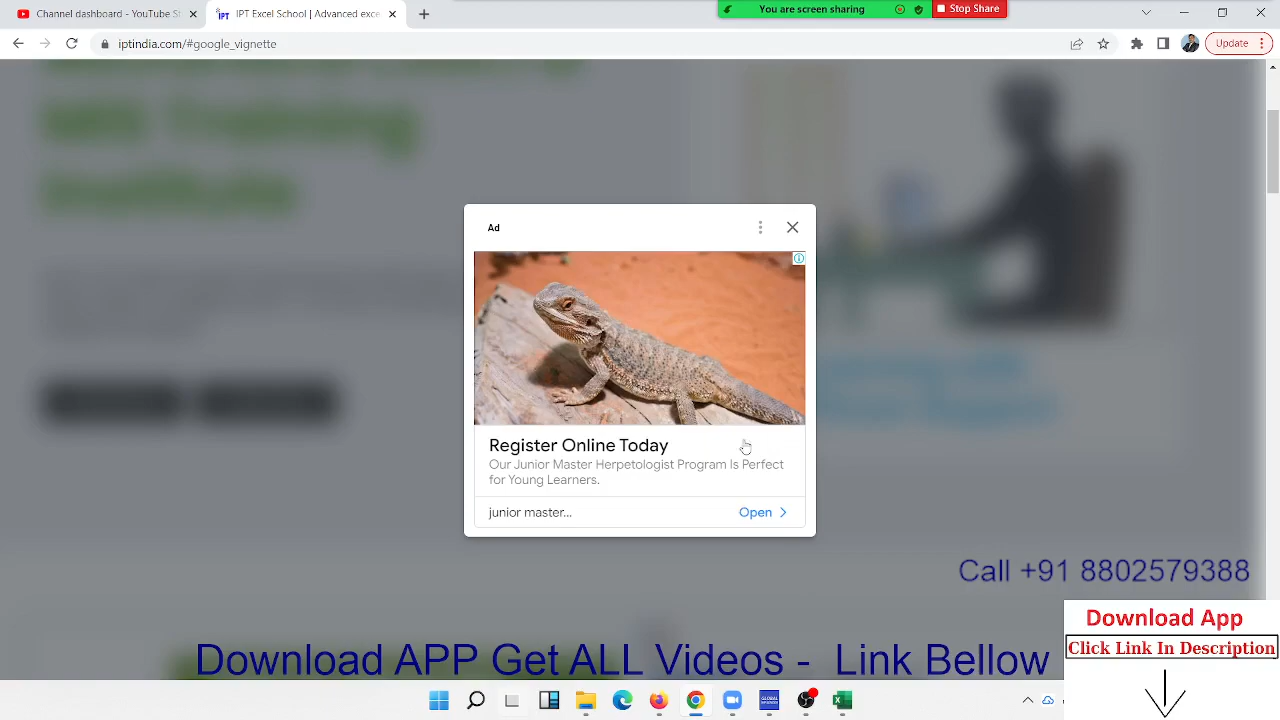 Channel dashboard - YouTube St
IPT Excel School | Advanced exce
You are screen sharing
Stop Share
iptindia.com/#google_vignette
Update
Ad
Register Online Today
Our Junior Master Herpetologist Program Is Perfect
for Young Learners.
junior master...
Open
Call +91 8802579388
Download App
Click Link In Description
Download APP Get ALL Videos - Link Bellow